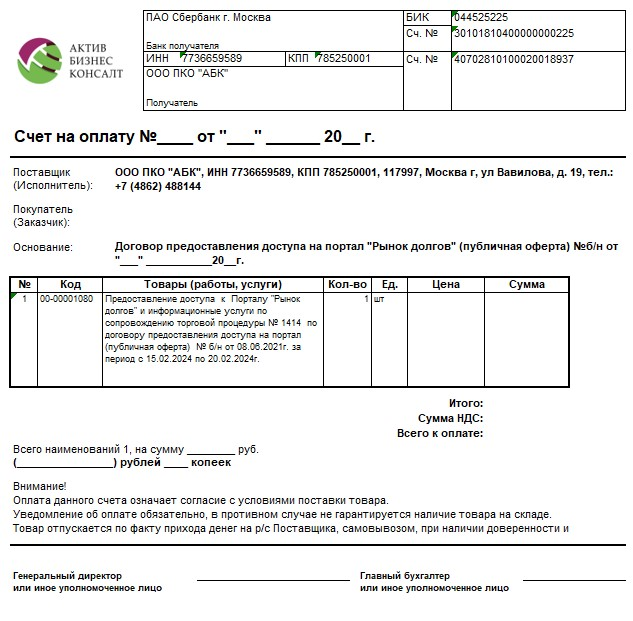 АКТИВ
БИЗНЕС
КОНСАЛТ
ПАО Сбербанк г. Москва
БИК 044525225
Сч. № 30101810400000000225
Банк получателя
ИНН 7736659589 КПП 785250001 Сч. № 40702810100020018937
ООО ПКО "АБК"
Получатель
Счет на оплату №____ от "___" ______ 20__ г.
Поставщик
(Исполнитель):
ООО ПКО "АБК", ИНН 7736659589, КПП 785250001, 117997, Москва г, ул Вавилова, д. 19, тел.:
+7 (4862) 488144
Покупатель
(Заказчик):
Основание:
Договор предоставления доступа на портал "Рынок долгов" (публичная оферта) №б/н от
"___" ___________20__г.
№ Код Товары (работы, услуги) Кол-во Ед. Цена Сумма
1 00-00001080 Предоставление доступа к Порталу "Рынок 1 шт
долгов" и информационные услуги по
сопровождению торговой процедуры № 1414 по
договору предоставления доступа на портал
(публичная оферта) № б/н от 08.06.2021г. за
период с 15.02.2024 по 20.02.2024г.
Итого:
Сумма НДС:
Всего к оплате:
Всего наименований 1, на сумму ________ руб.
(________________) рублей ____ копеек
Внимание!
Оплата данного счета означает согласие с условиями поставки товара.
Уведомление об оплате обязательно, в противном случае не гарантируется наличие товара на складе.
Товар отпускается по факту прихода денег на р/с Поставщика, самовывозом, при наличии доверенности и
Генеральный директор
или иное уполномоченное лицо
Главный бухгалтер
или иное уполномоченное лицо